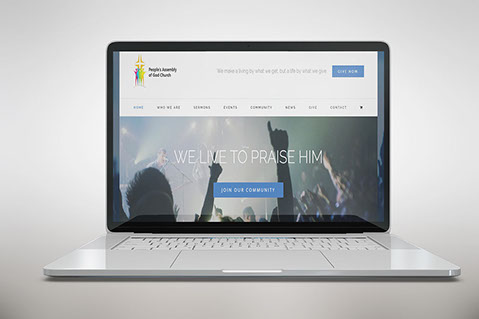 People's Assembly
of God Church
We make a living by what we get, but a life by what we give.
GIVE NOW
HOME WHO WE ARE SERMONS EVENTS COMMUNITY NEWS GIVE CONTACT
WE LIVE TO PRAISE HIM
JOIN OUR COMMUNITY